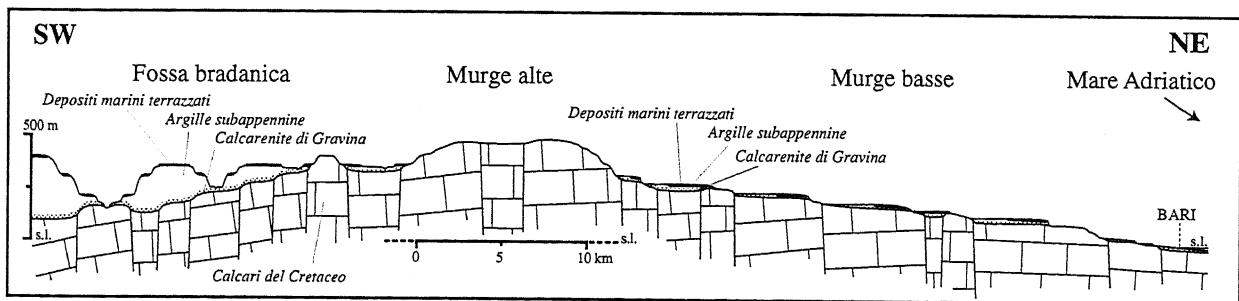 SW
NE
Fossa bradanica
Murge alte
Murge basse
Mare Adriatico
Depositi marini terrazzati
Argille subappennine
Calcarenite di Gravina
500 m
Depositi marini terrazzati
Argille subappennine
Calcarenite di Gravina
BARI
s.l.
s.l.
s.l.
0 5 10 km
Calcari del Cretaceo